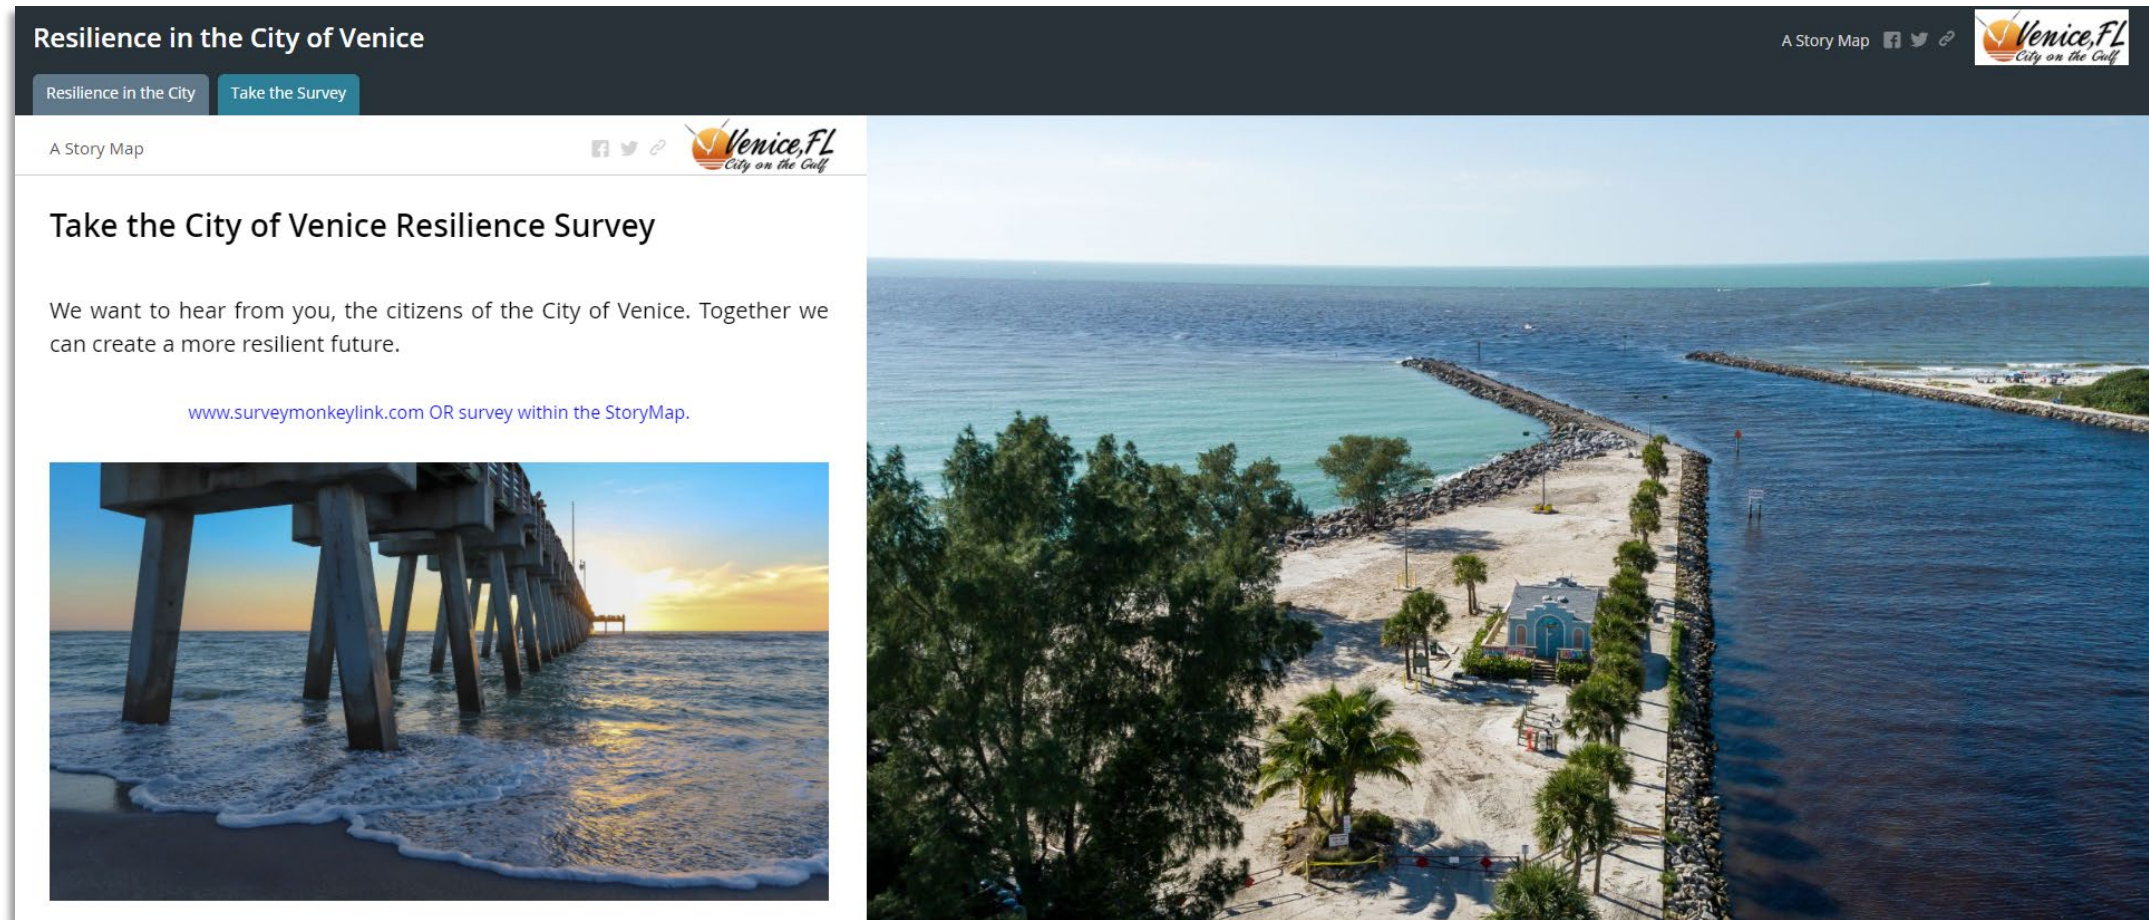 Resilience in the City of Venice
A Story Map
Venice, FL
City on the Gulf
Resilience in the City
Take the Survey
A Story Map
Venice, FL
City on the Gulf
Take the City of Venice Resilience Survey
We want to hear from you, the citizens of the City of Venice. Together we
can create a more resilient future.
www.surveymonkeylink.com OR survey within the StoryMap.